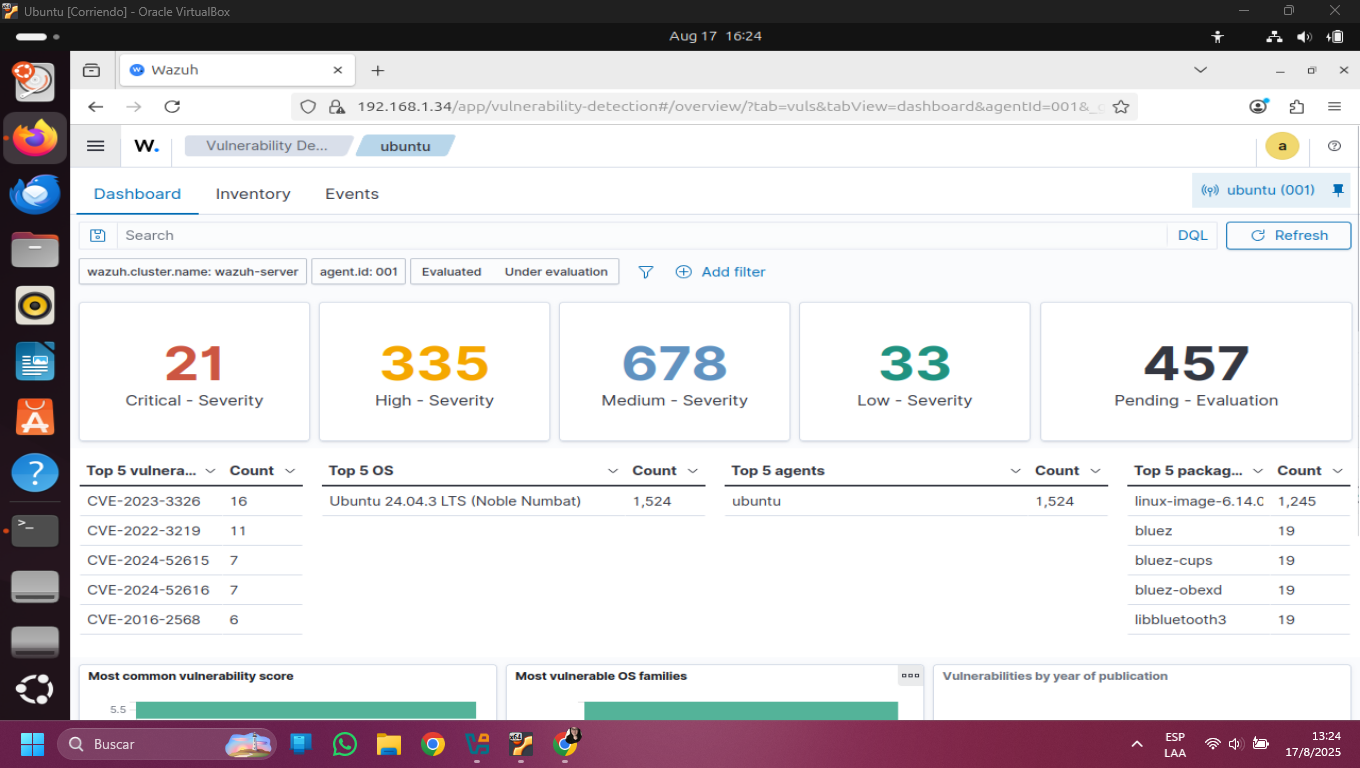 Ubuntu [Corriendo] - Oracle VirtualBox
Aug 17 16:24
Wazuh
192.168.1.34/app/vulnerability-detection#/overview/?tab=vuls&tabView=dashboard&agentId=001&_
W. Vulnerability De... ubuntu a
Dashboard Inventory Events ubuntu (001)
Search DQL Refresh
wazuh.cluster.name: wazuh-server agent.id: 001 Evaluated Under evaluation Add filter
21 335 678 33 457
Critical - Severity High - Severity Medium - Severity Low - Severity Pending - Evaluation
Top 5 vulnera... Count Top 5 OS Count Top 5 agents Count Top 5 packag... Count
CVE-2023-3326 16 Ubuntu 24.04.3 LTS (Noble Numbat) 1,524 ubuntu 1,524 linux-image-6.14.0 1,245
CVE-2022-3219 11 bluez 19
CVE-2024-52615 7 bluez-cups 19
CVE-2024-52616 7 bluez-obexd 19
CVE-2016-2568 6 libbluetooth3 19
Most common vulnerability score Most vulnerable OS families Vulnerabilities by year of publication
5.5
Buscar ESP LAA 13:24 17/8/2025